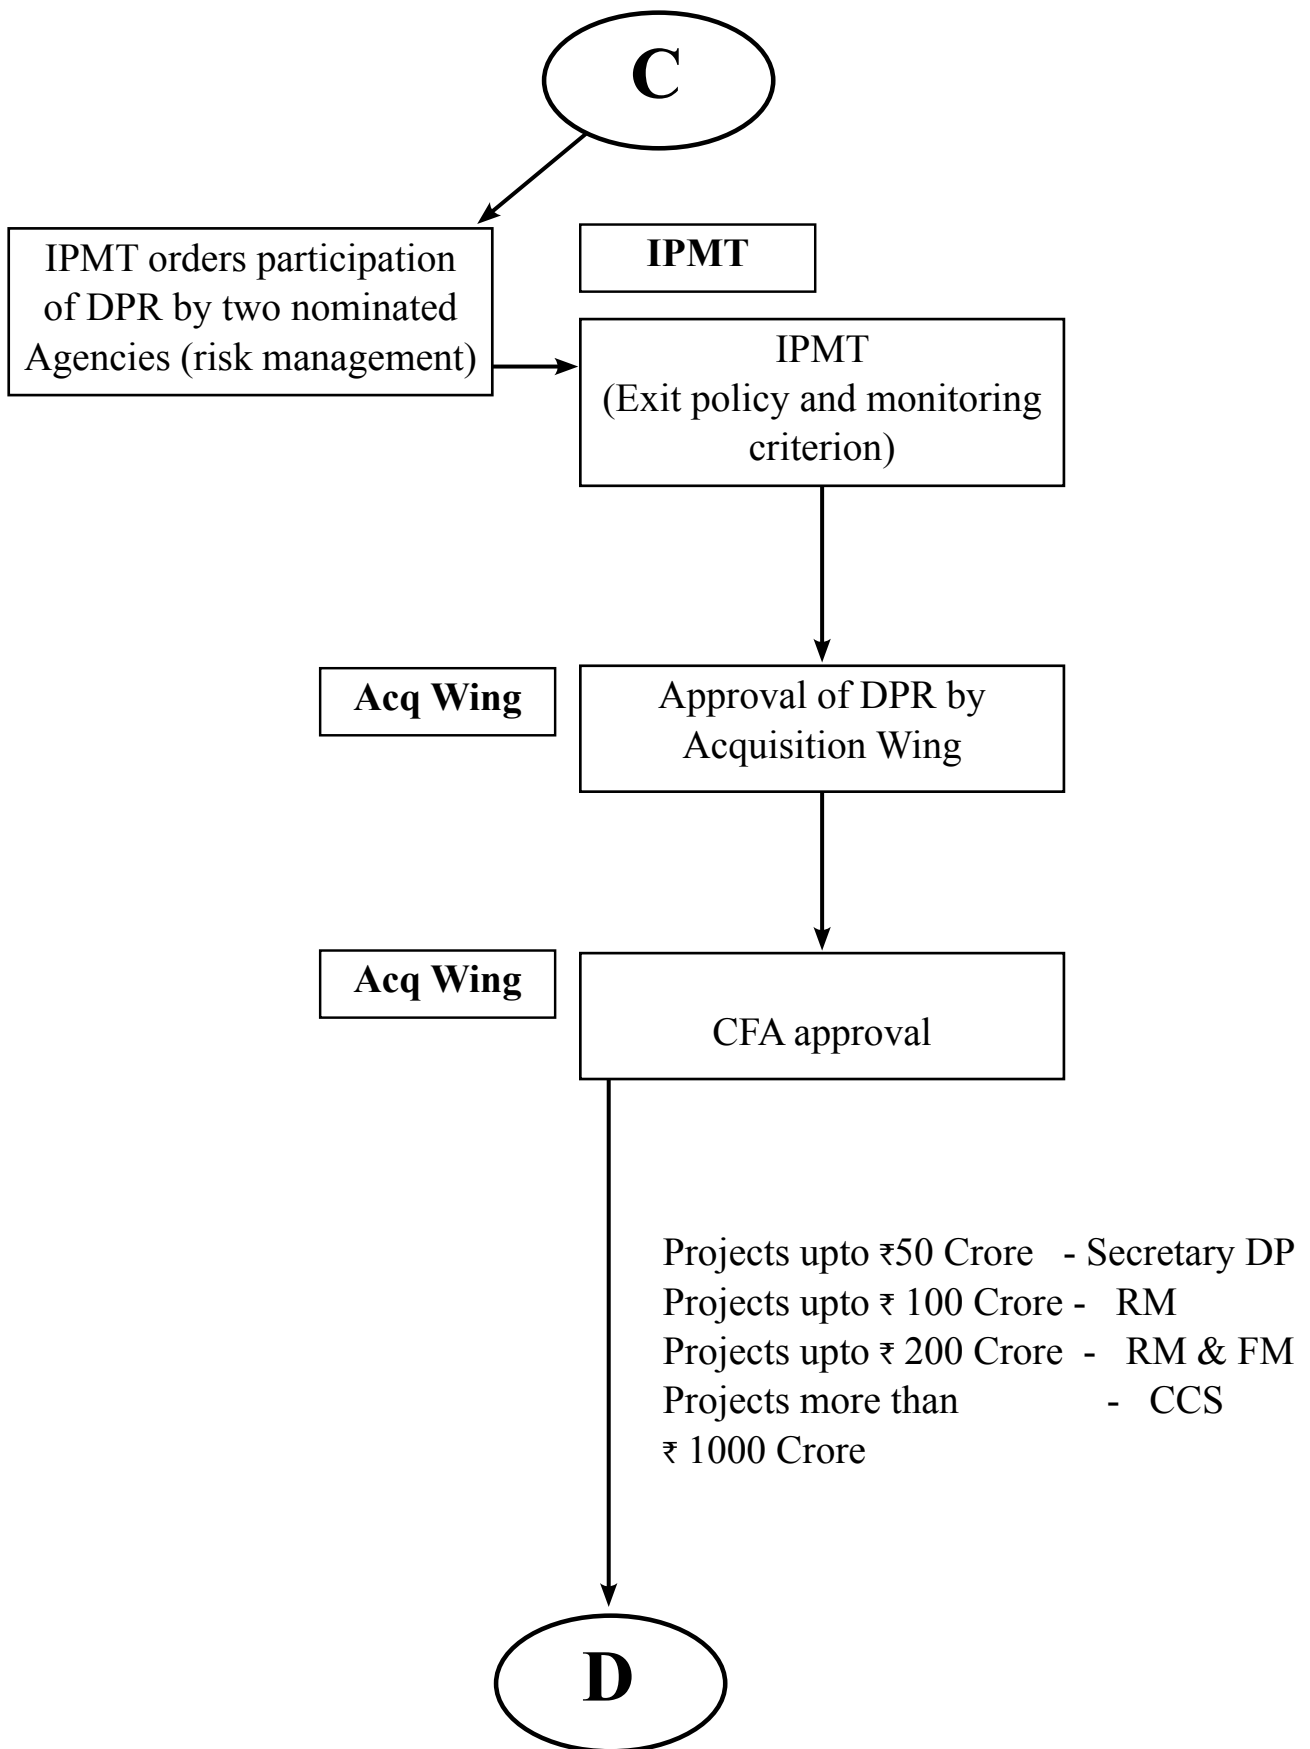 C
IPMT orders participation
of DPR by two nominated
Agencies (risk management)
IPMT
IPMT
(Exit policy and monitoring
criterion)
Acq Wing
Approval of DPR by
Acquisition Wing
Acq Wing
CFA approval
Projects upto ₹50 Crore - Secretary DP
Projects upto ₹ 100 Crore - RM
Projects upto ₹ 200 Crore - RM & FM
Projects more than - CCS
₹ 1000 Crore
D